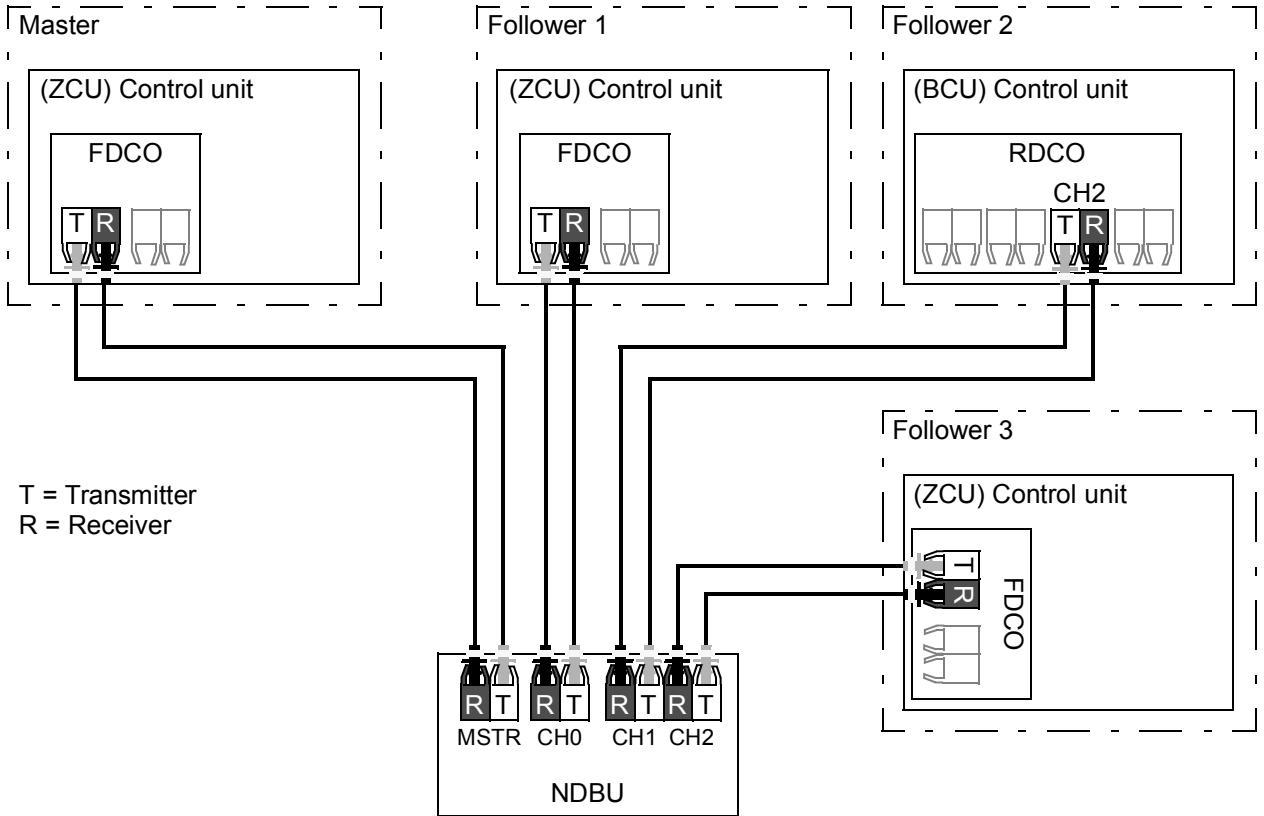 Master
(ZCU) Control unit
FDCO
T R
Follower 1
(ZCU) Control unit
FDCO
T R
Follower 2
(BCU) Control unit
RDCO
CH2
T R
T = Transmitter
R = Receiver
Follower 3
(ZCU) Control unit
T
R
FDCO
R T R T R T R T
MSTR CH0 CH1 CH2
NDBU